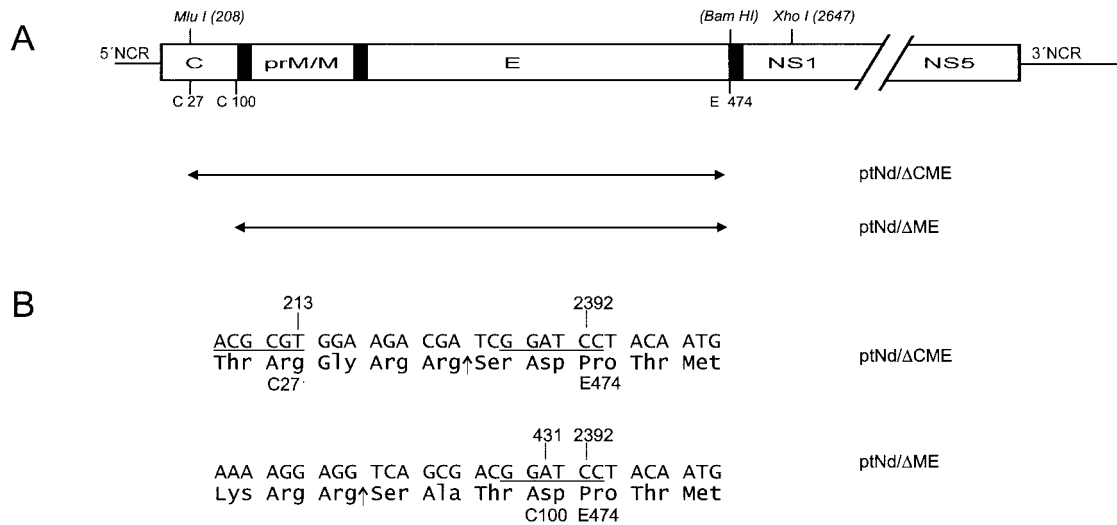 A
Mlu I (208) (Bam HI) Xho I (2647)
5´NCR C prM/M E NS1 NS5 3´NCR
C 27 C 100 E 474
ptNd/ΔCME
ptNd/ΔME
B
213 2392
ACG CGT GGA AGA CGA TCG GAT CCT ACA ATG
Thr Arg Gly Arg Arg↑Ser Asp Pro Thr Met
C27 E474
ptNd/ΔCME
431 2392
AAA AGG AGG TCA GCG ACG GAT CCT ACA ATG
Lys Arg Arg↑Ser Ala Thr Asp Pro Thr Met
C100 E474
ptNd/ΔME